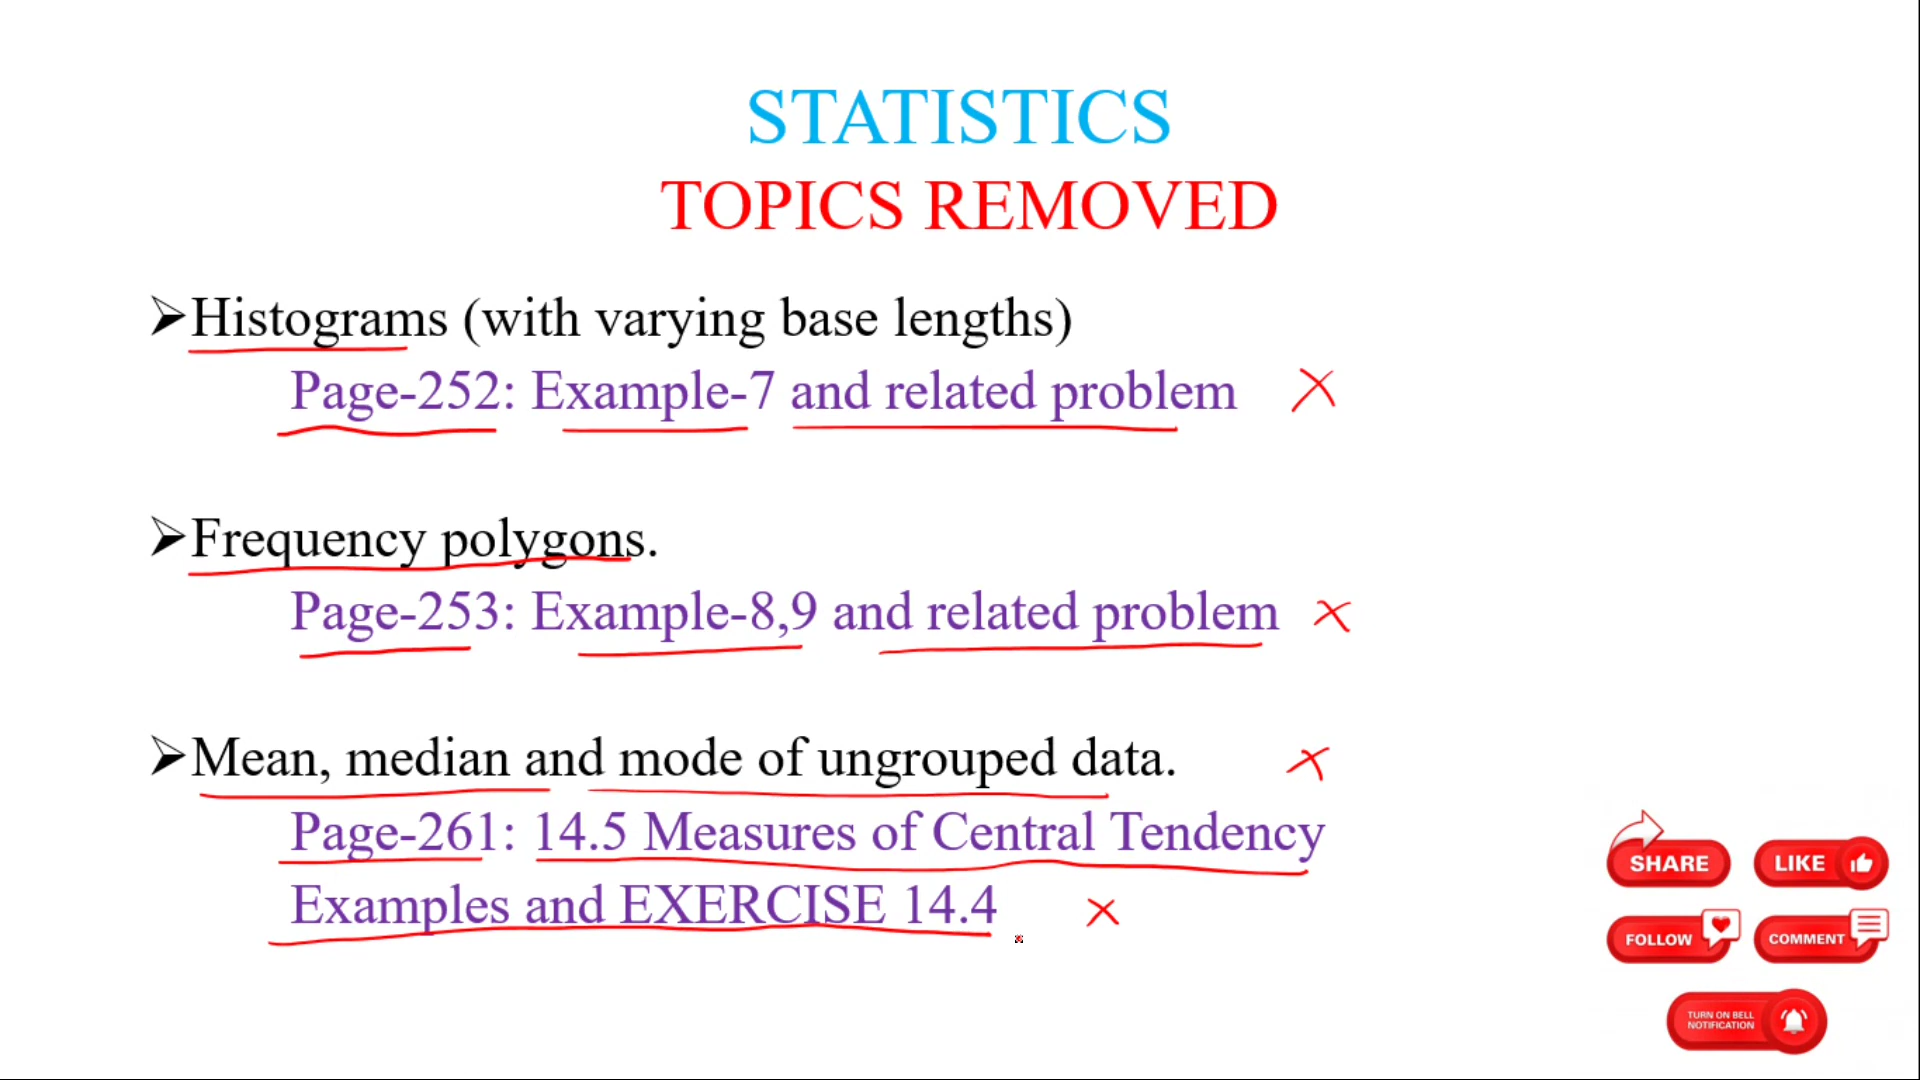 STATISTICS
TOPICS REMOVED
➢Histograms (with varying base lengths)
Page-252: Example-7 and related problem
➢Frequency polygons.
Page-253: Example-8,9 and related problem
➢Mean, median and mode of ungrouped data.
Page-261: 14.5 Measures of Central Tendency
Examples and EXERCISE 14.4
SHARE
LIKE
FOLLOW
COMMENT
TURN ON BELL
NOTIFICATION